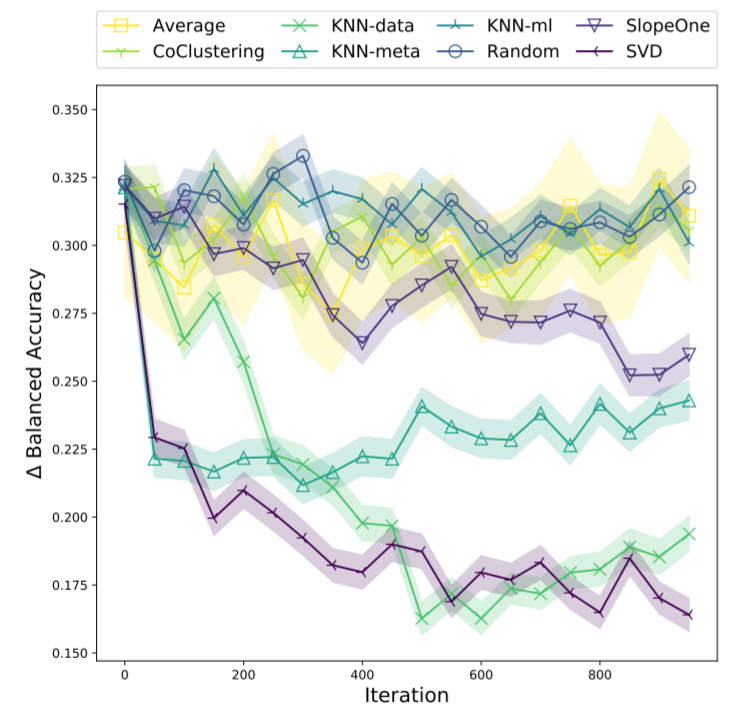 Average KNN-data KNN-ml SlopeOne
CoClustering KNN-meta Random SVD
0.350
0.325
0.300
0.275
0.250
0.225
0.200
0.175
0.150
Δ Balanced Accuracy
0 200 400 600 800
Iteration